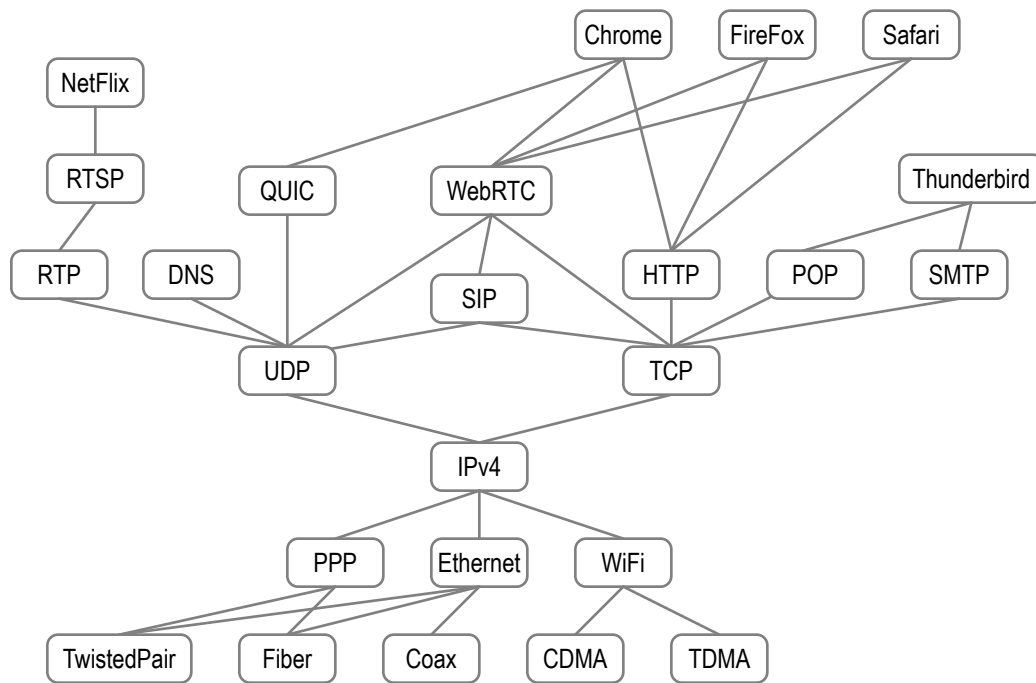 Chrome
FireFox
Safari
NetFlix
RTSP
QUIC
WebRTC
Thunderbird
RTP
DNS
SIP
HTTP
POP
SMTP
UDP
TCP
IPv4
PPP
Ethernet
WiFi
TwistedPair
Fiber
Coax
CDMA
TDMA